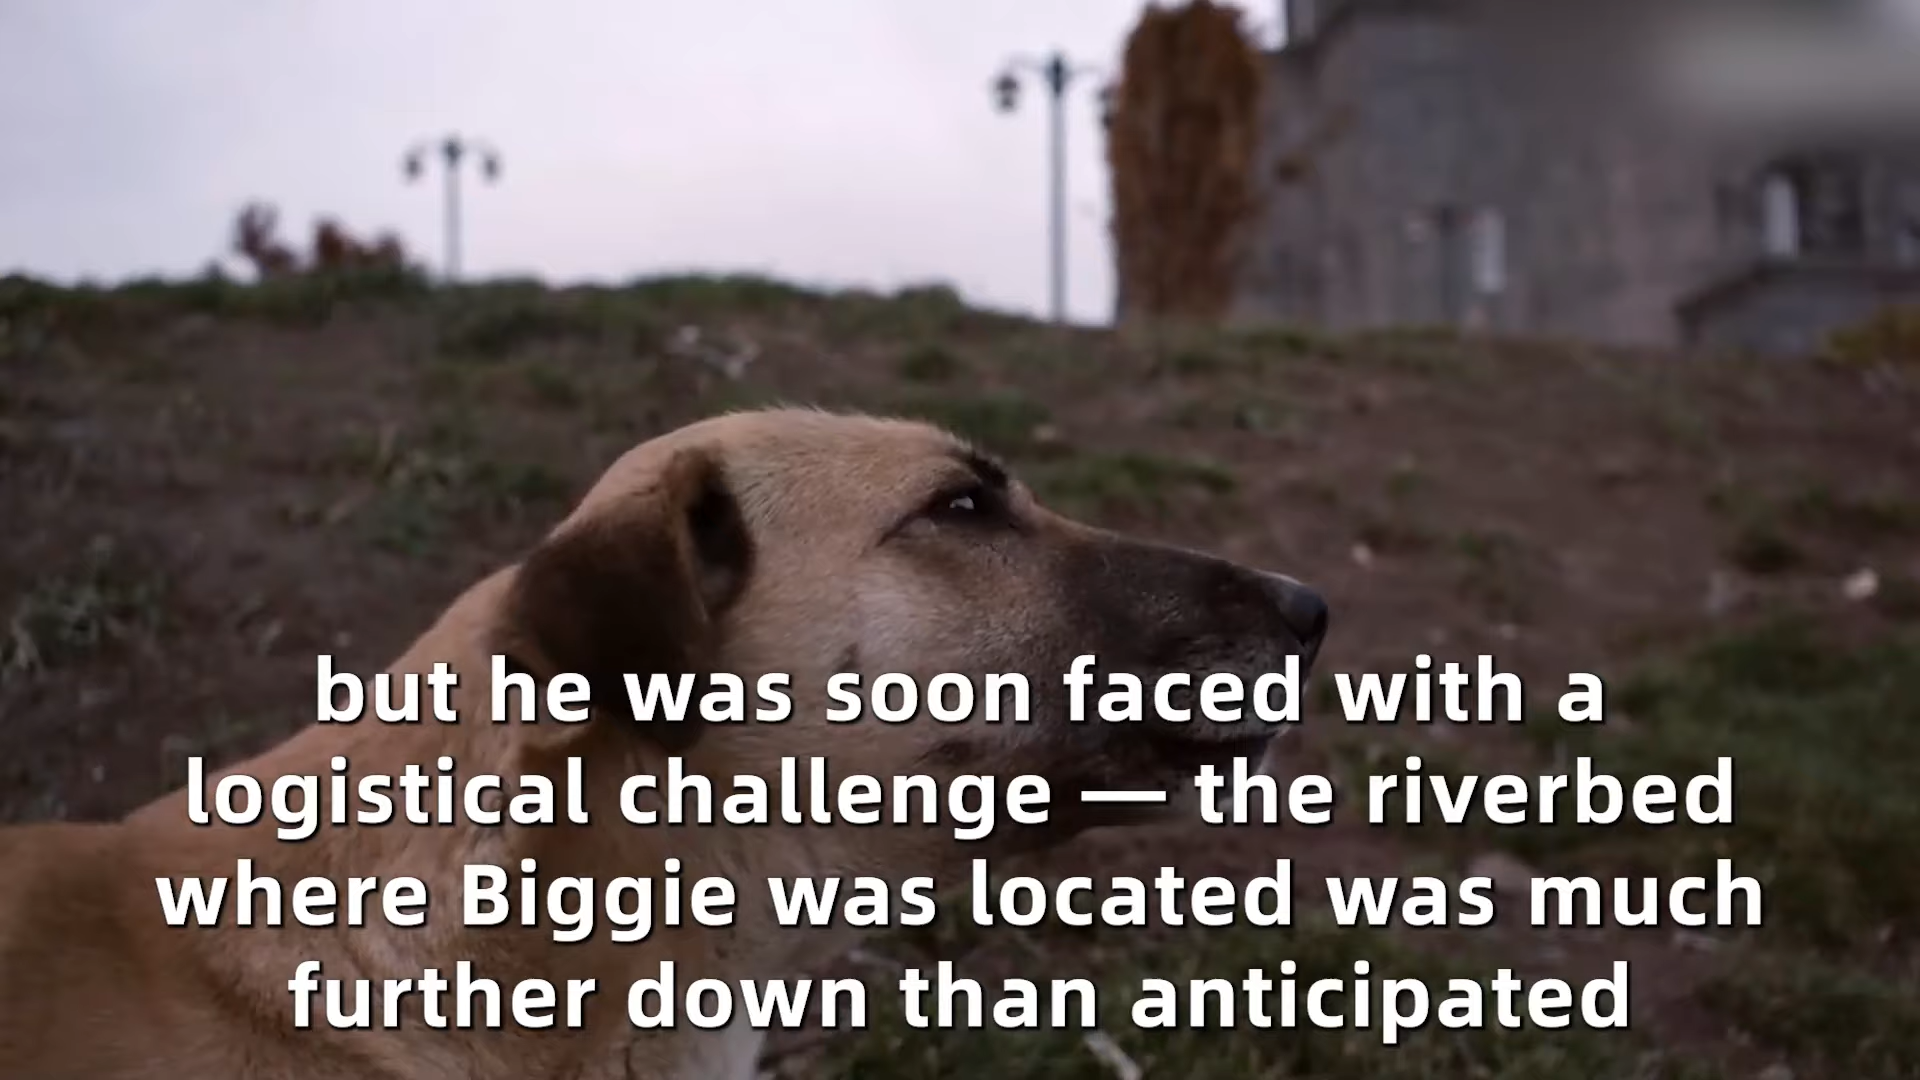 but he was soon faced with a
logistical challenge — the riverbed
where Biggie was located was much
further down than anticipated